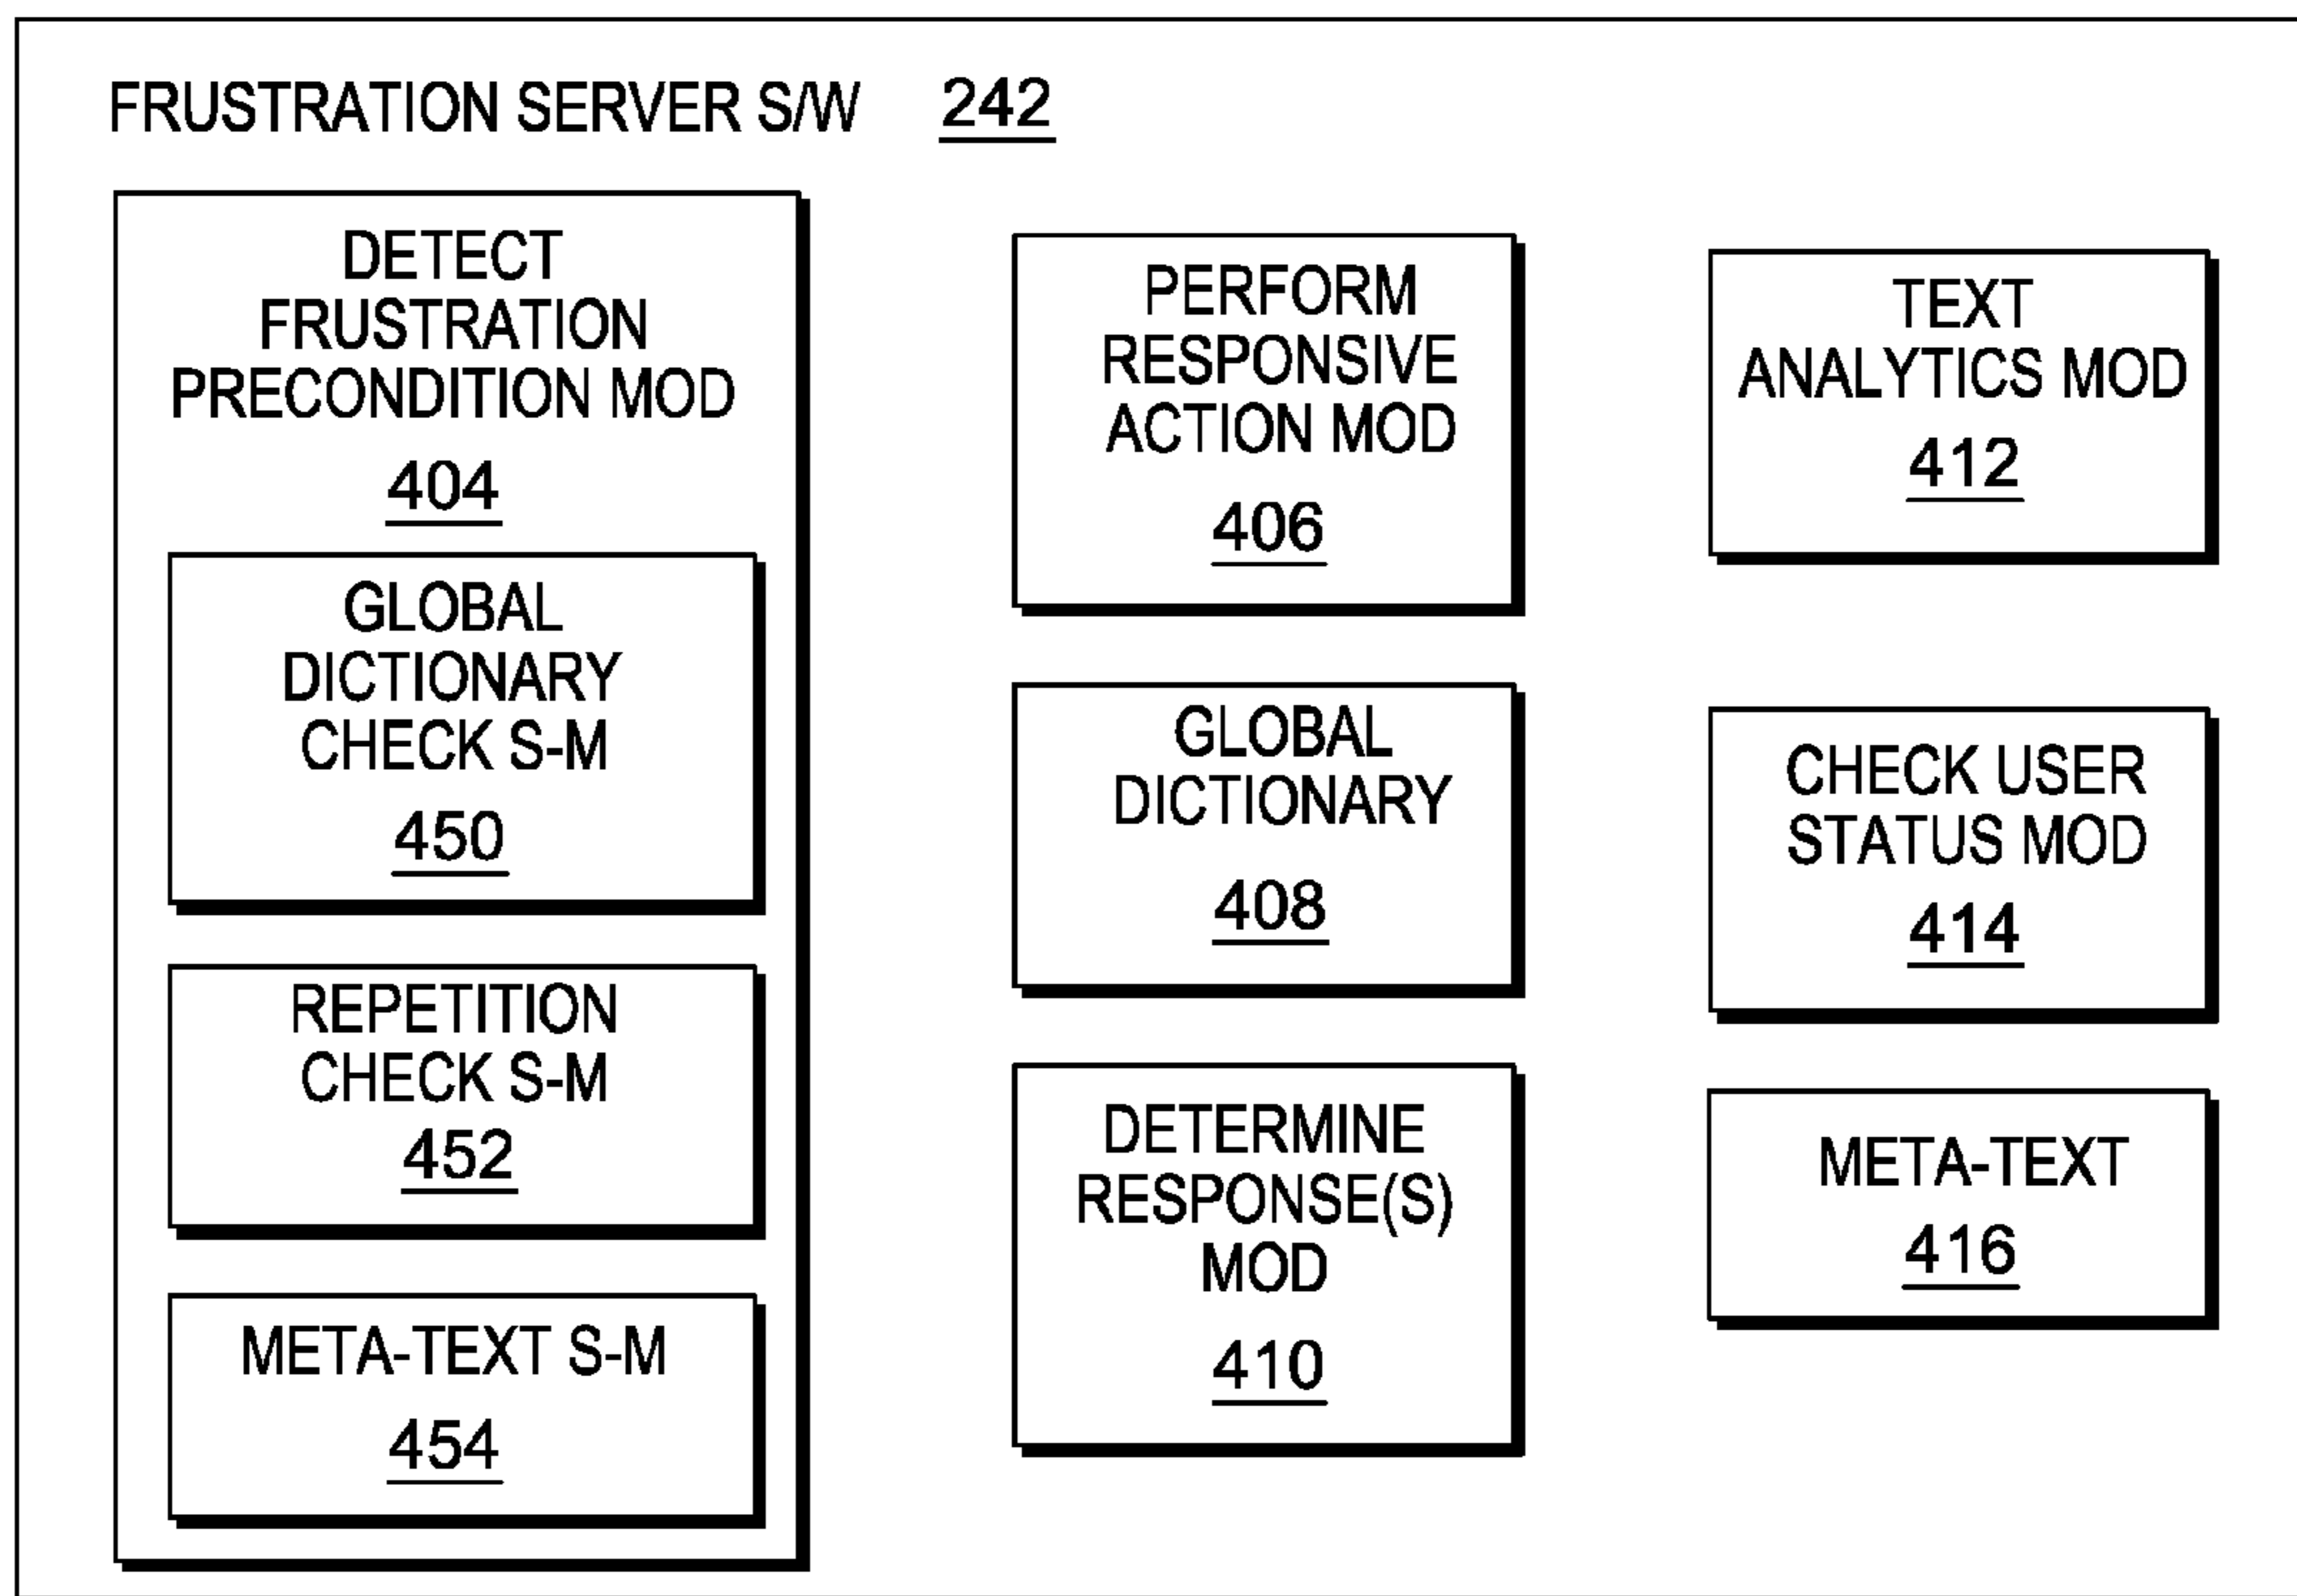 FRUSTRATION SERVER S/W 242
DETECT
FRUSTRATION
PRECONDITION MOD
404
GLOBAL
DICTIONARY
CHECK S-M
450
REPETITION
CHECK S-M
452
META-TEXT S-M
454
PERFORM
RESPONSIVE
ACTION MOD
406
GLOBAL
DICTIONARY
408
DETERMINE
RESPONSE(S)
MOD
410
TEXT
ANALYTICS MOD
412
CHECK USER
STATUS MOD
414
META-TEXT
416